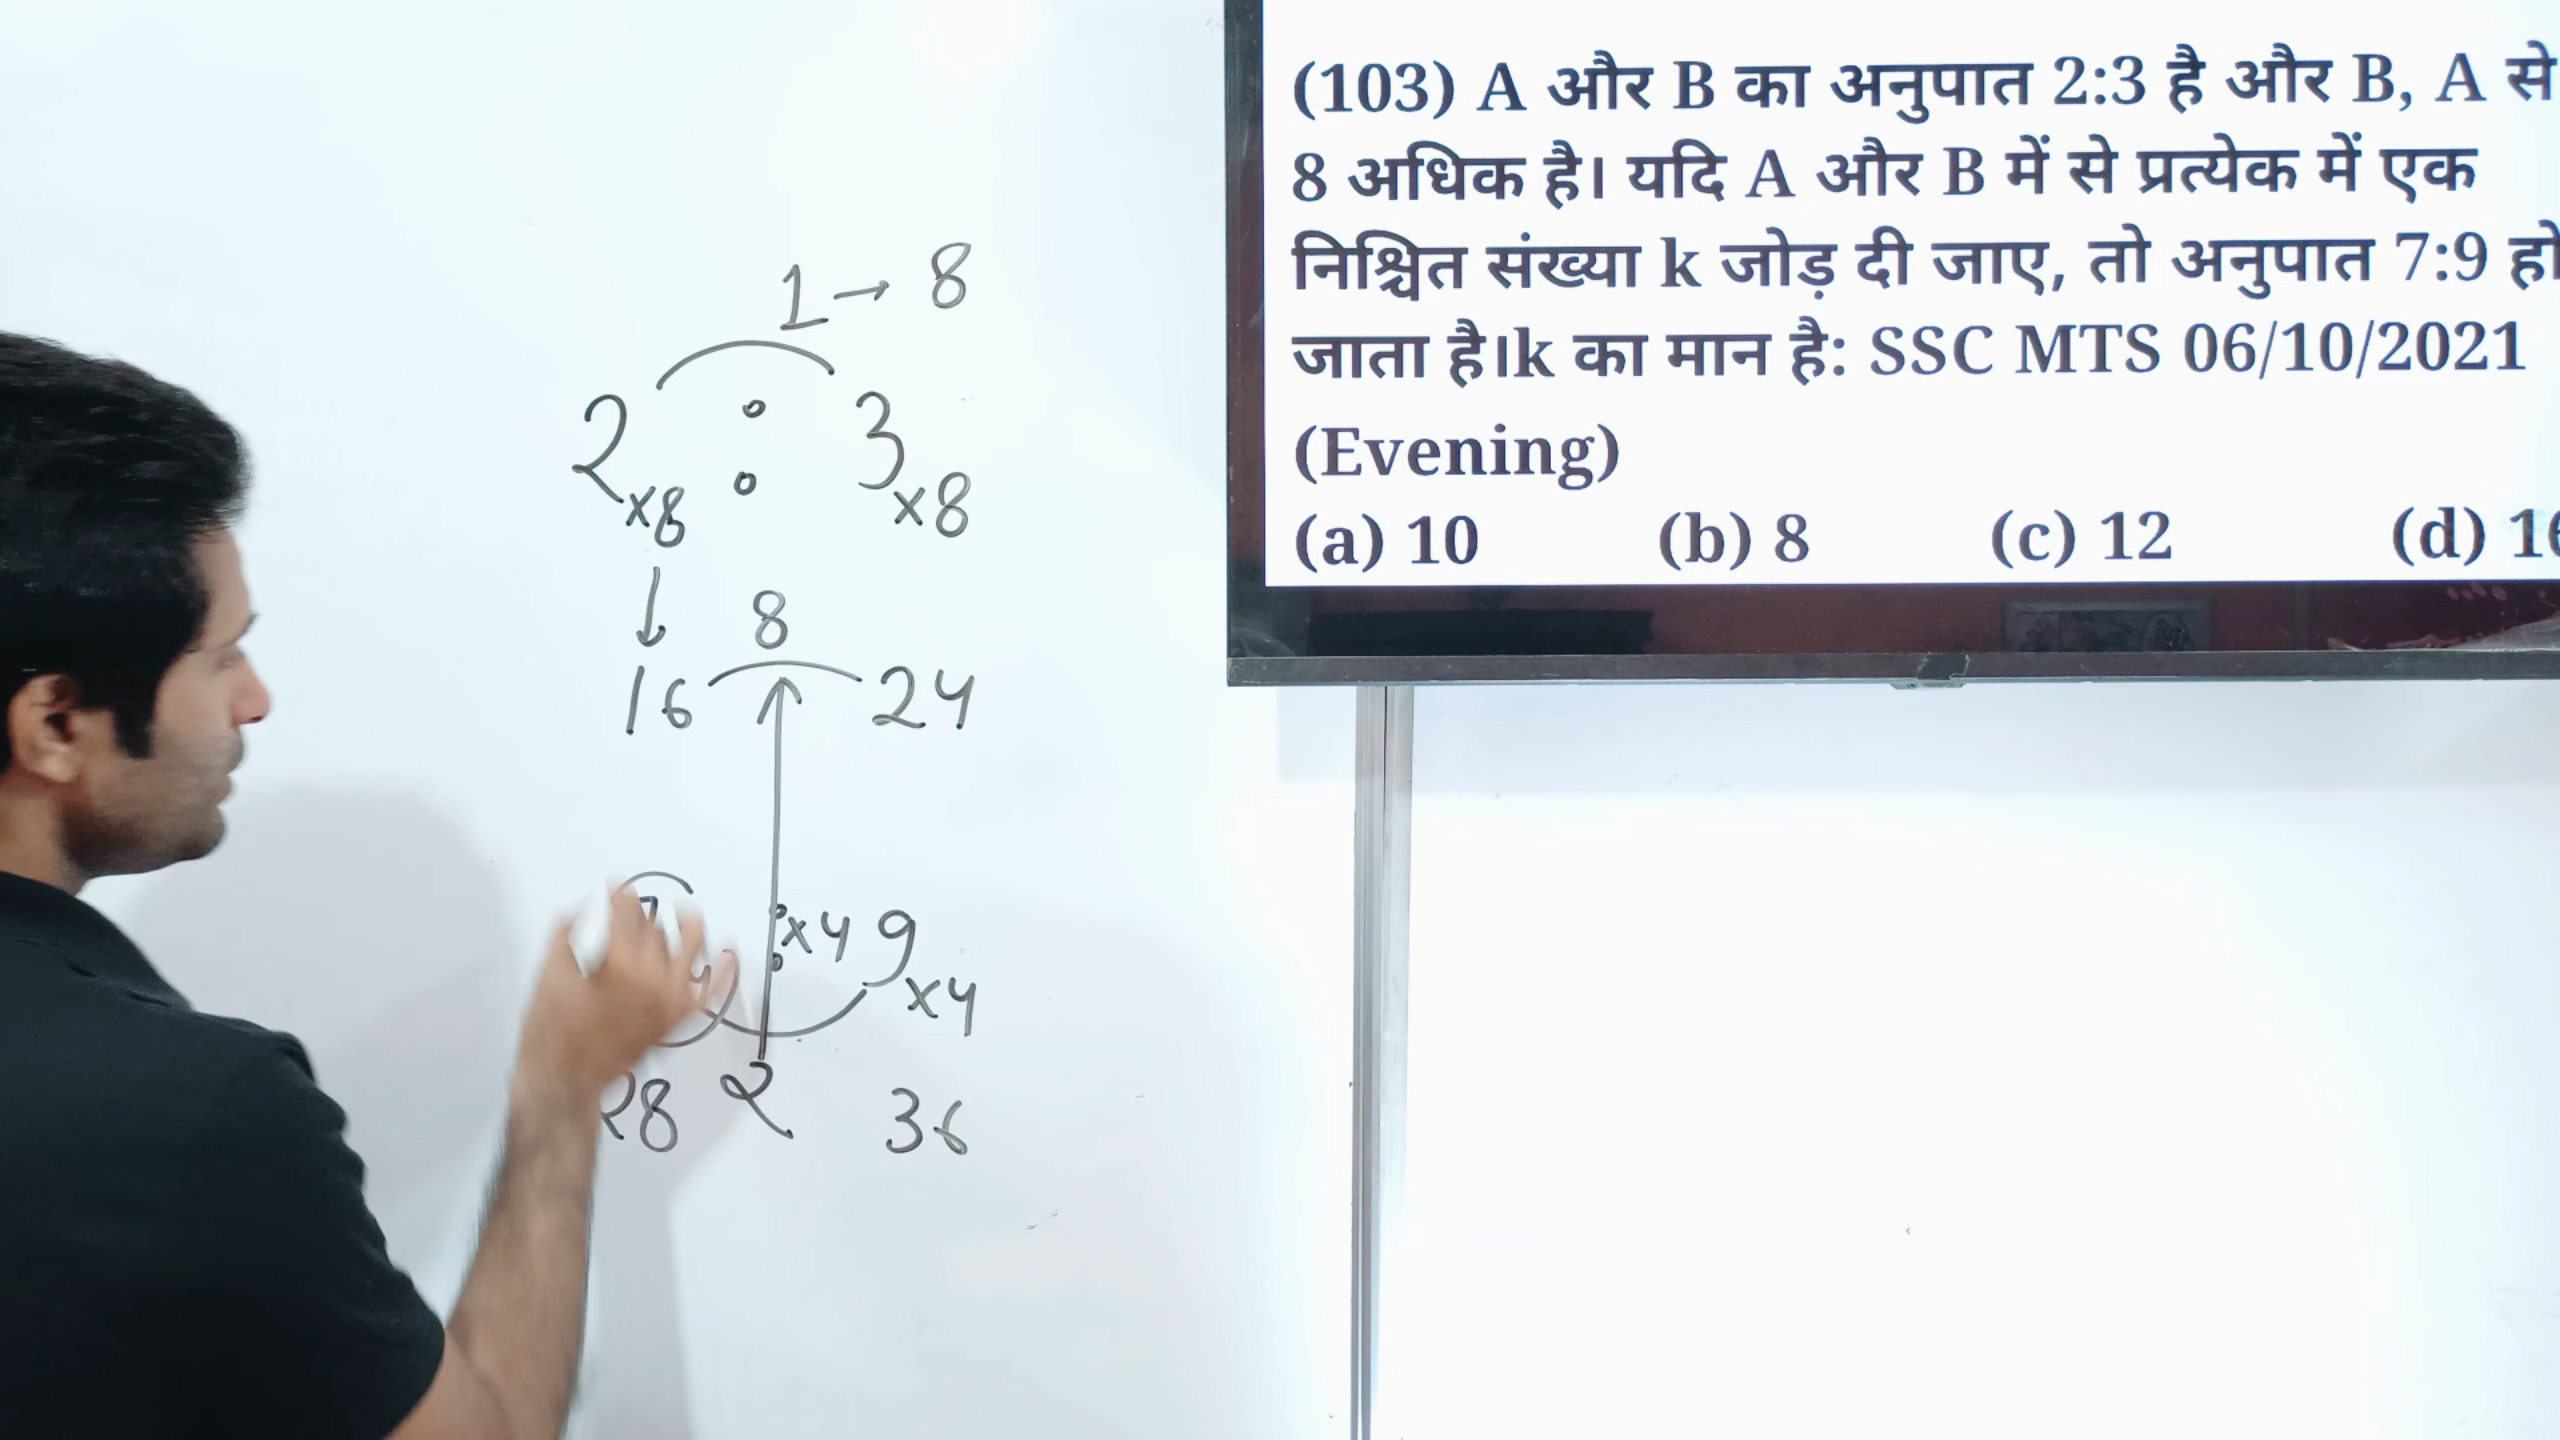 1 → 8
2 : 3
×8 ×8
↓ 8
16 24
×4 9
×4
28 2 36
(103) A और B का अनुपात 2:3 है और B, A से
8 अधिक है। यदि A और B में से प्रत्येक में एक
निश्चित संख्या k जोड़ दी जाए, तो अनुपात 7:9 हो
जाता है।k का मान है: SSC MTS 06/10/2021
(Evening)
(a) 10 (b) 8 (c) 12 (d)